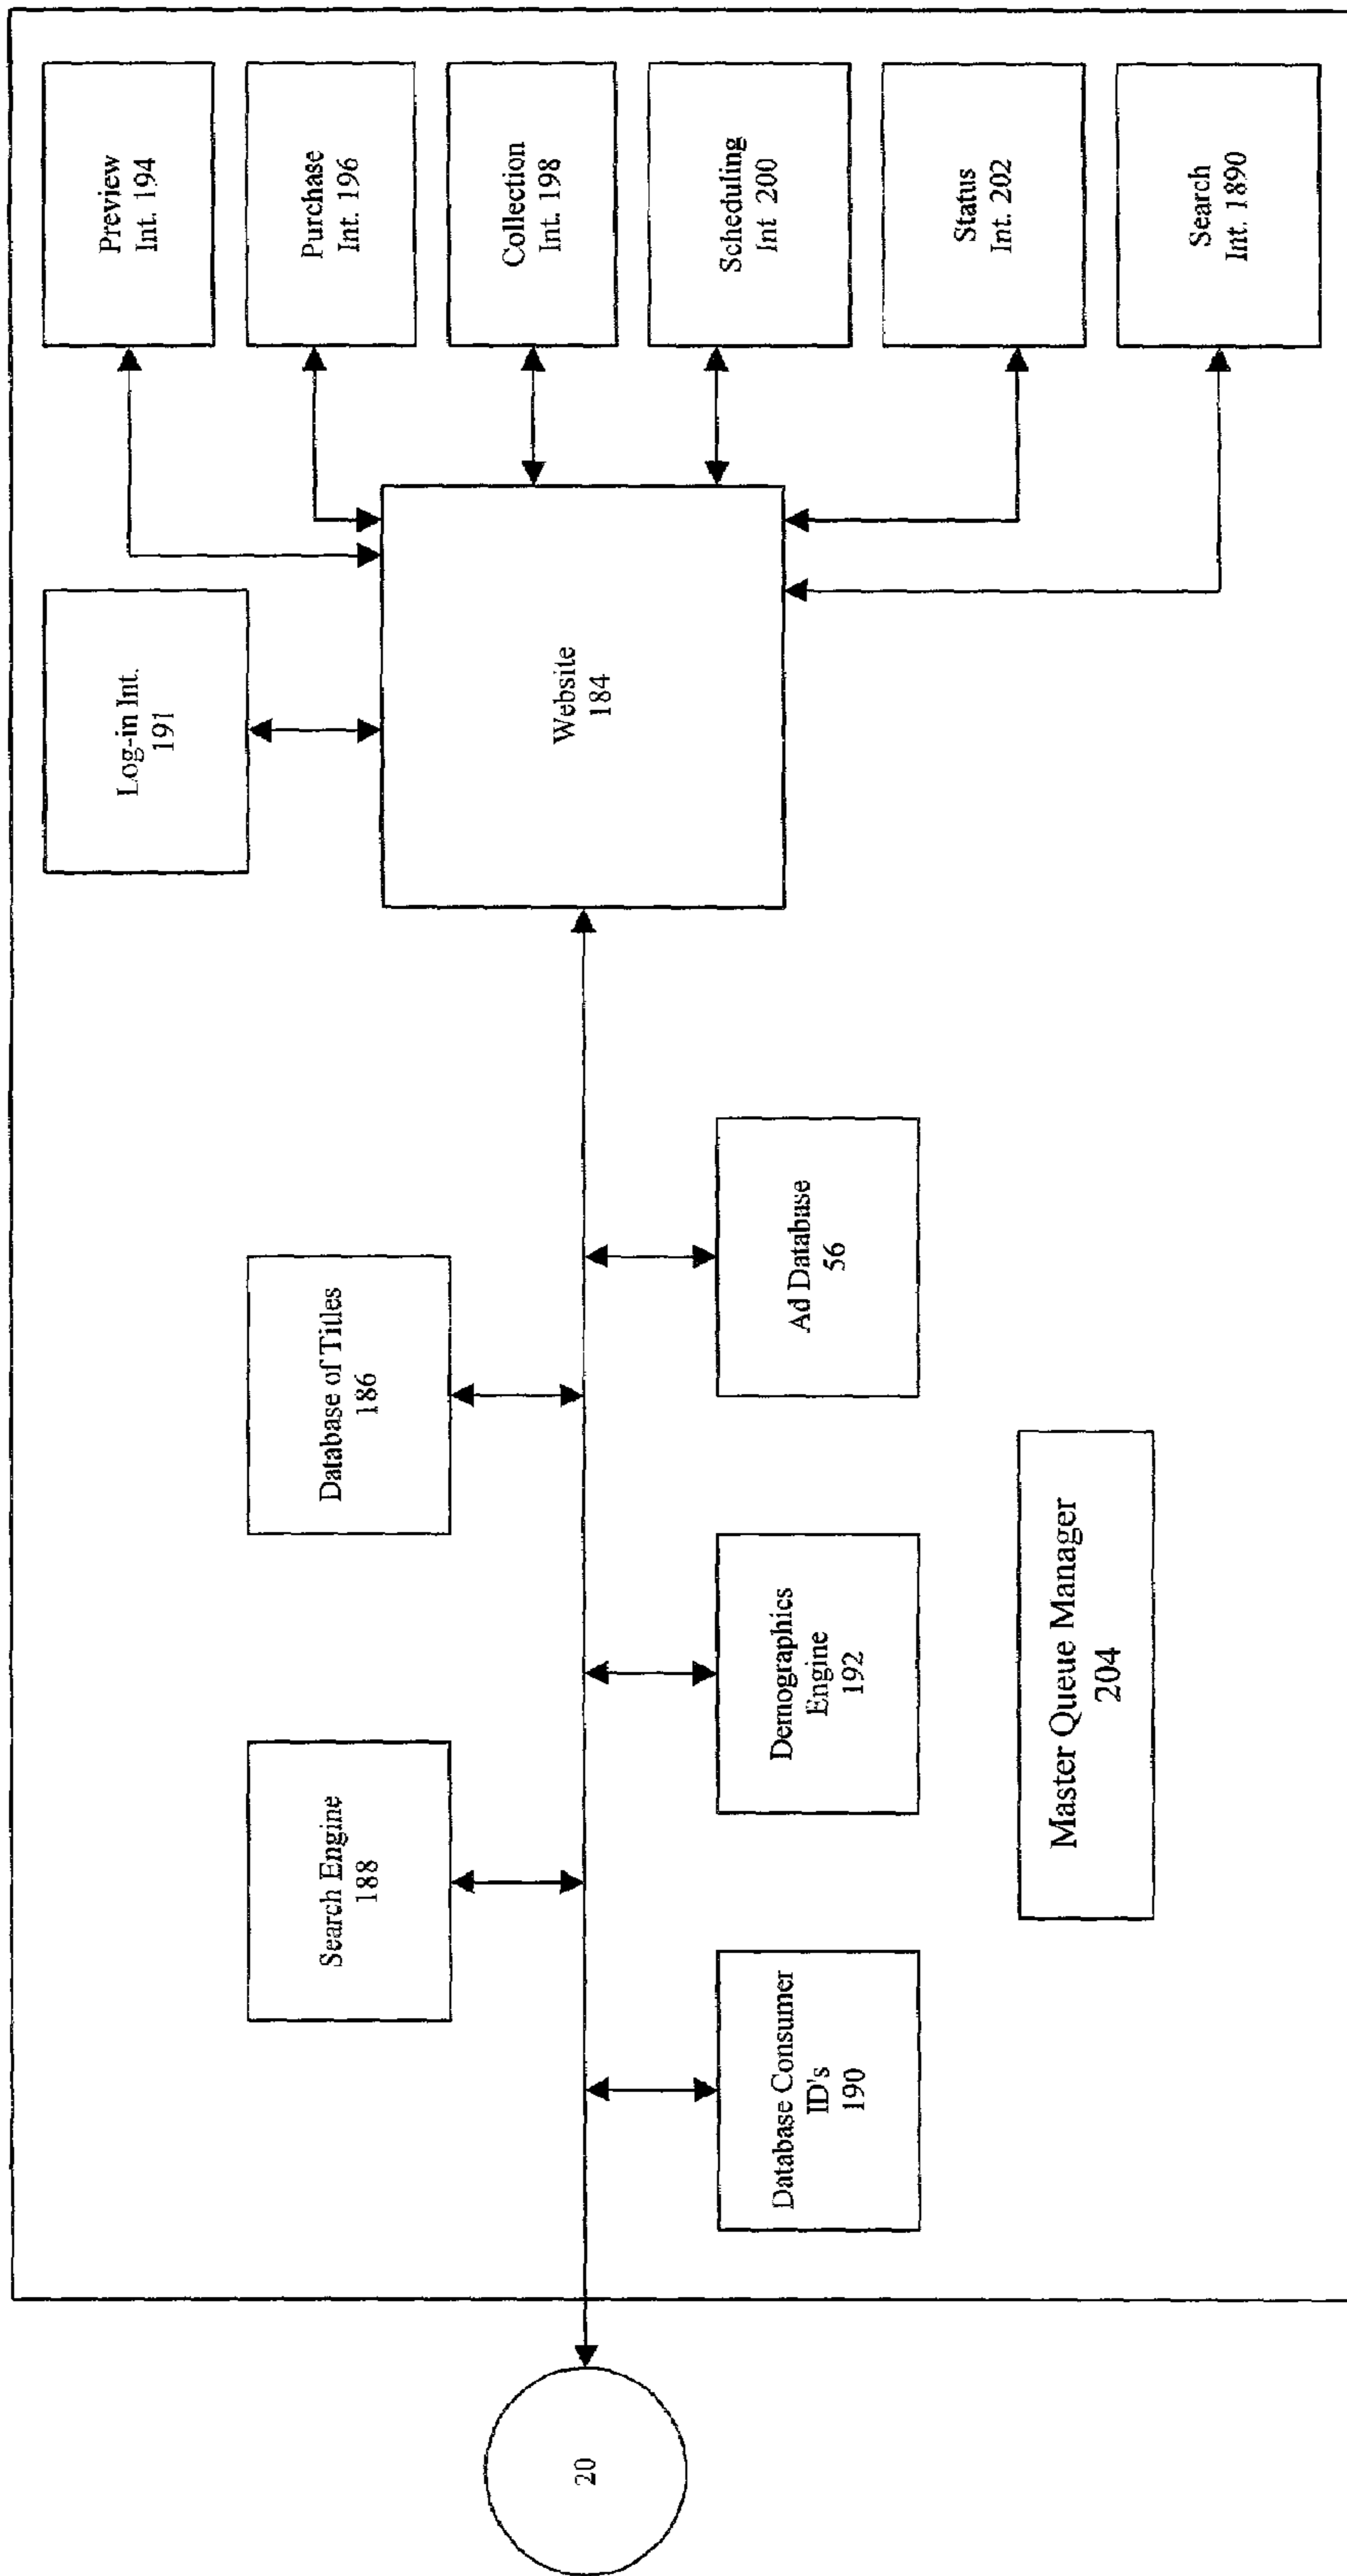 Log-in Int.
191
Preview
Int. 194
Purchase
Int. 196
Collection
Int. 198
Scheduling
Int 200
Status
Int. 202
Search
Int. 1890
Website
184
Search Engine
188
Database of Titles
186
20
Database Consumer
ID's
190
Demographics
Engine
192
Ad Database
56
Master Queue Manager
204